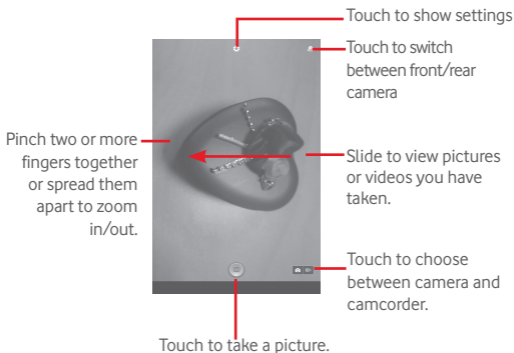 Touch to show settings
Touch to switch
between front/rear
camera
Pinch two or more
fingers together
or spread them
apart to zoom
in/out.
Slide to view pictures
or videos you have
taken.
Touch to choose
between camera and
camcorder.
Touch to take a picture.